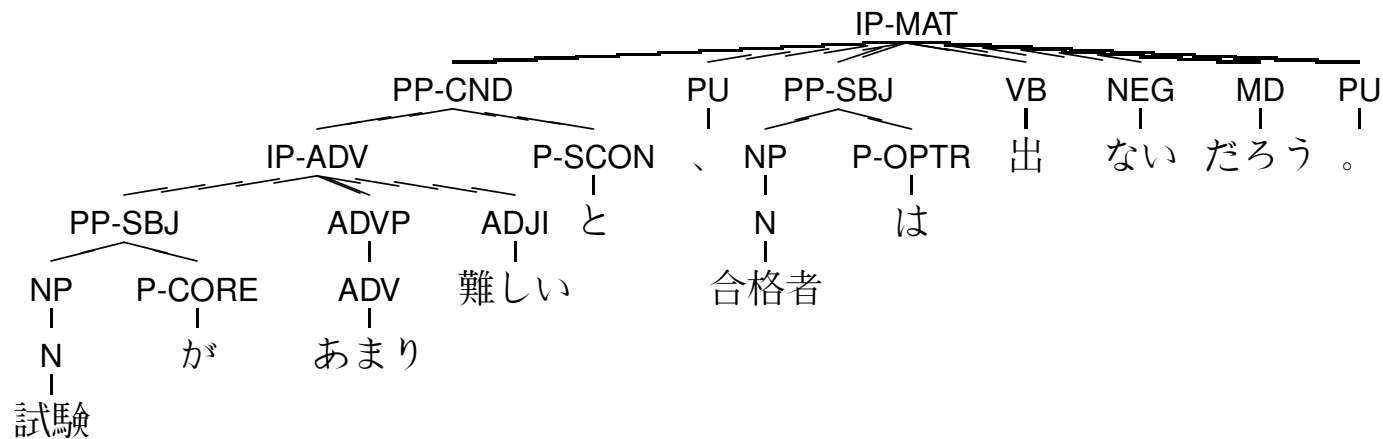 IP-MAT
PP-CND PU PP-SBJ VB NEG MD PU
IP-ADV P-SCON 、 NP P-OPTR 出 ない だろう 。
PP-SBJ ADVP ADJI と N は
NP P-CORE ADV 難しい 合格者
N が あまり
試験